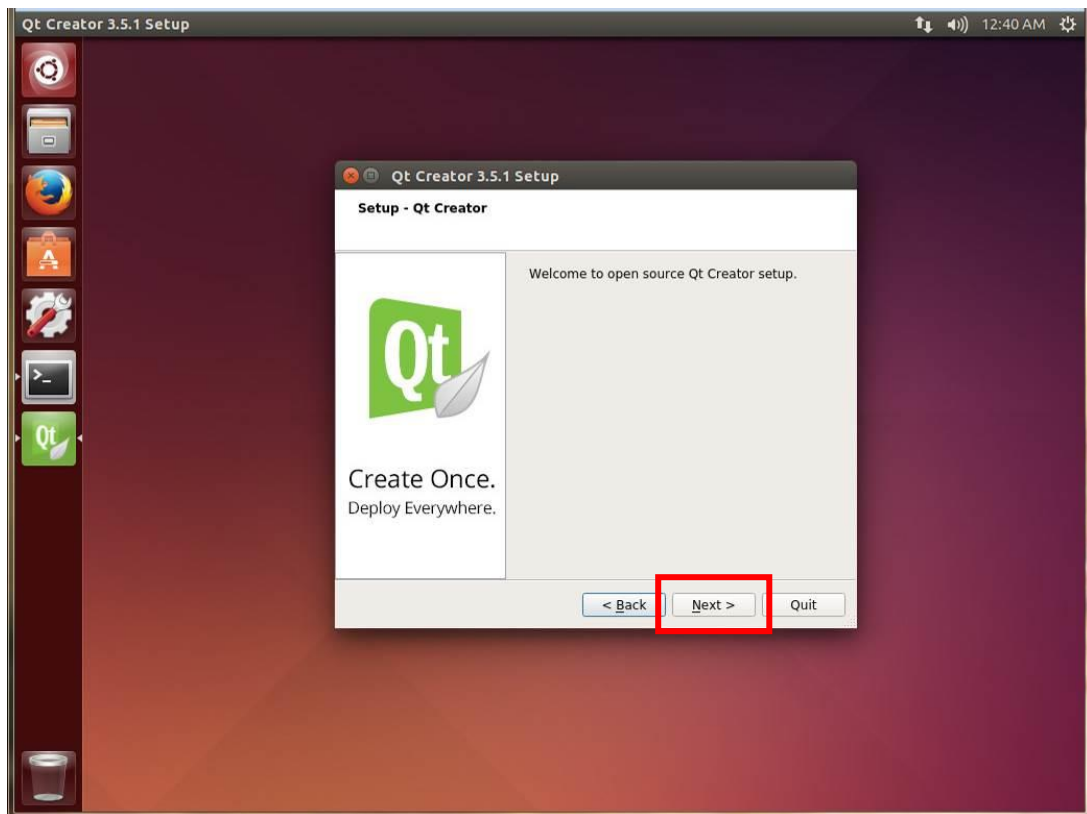 Qt Creator 3.5.1 Setup
12:40 AM
Qt Creator 3.5.1 Setup
Setup - Qt Creator
Welcome to open source Qt Creator setup.
Qt
Create Once.
Deploy Everywhere.
< Back
Next >
Quit
A
>_
Qt